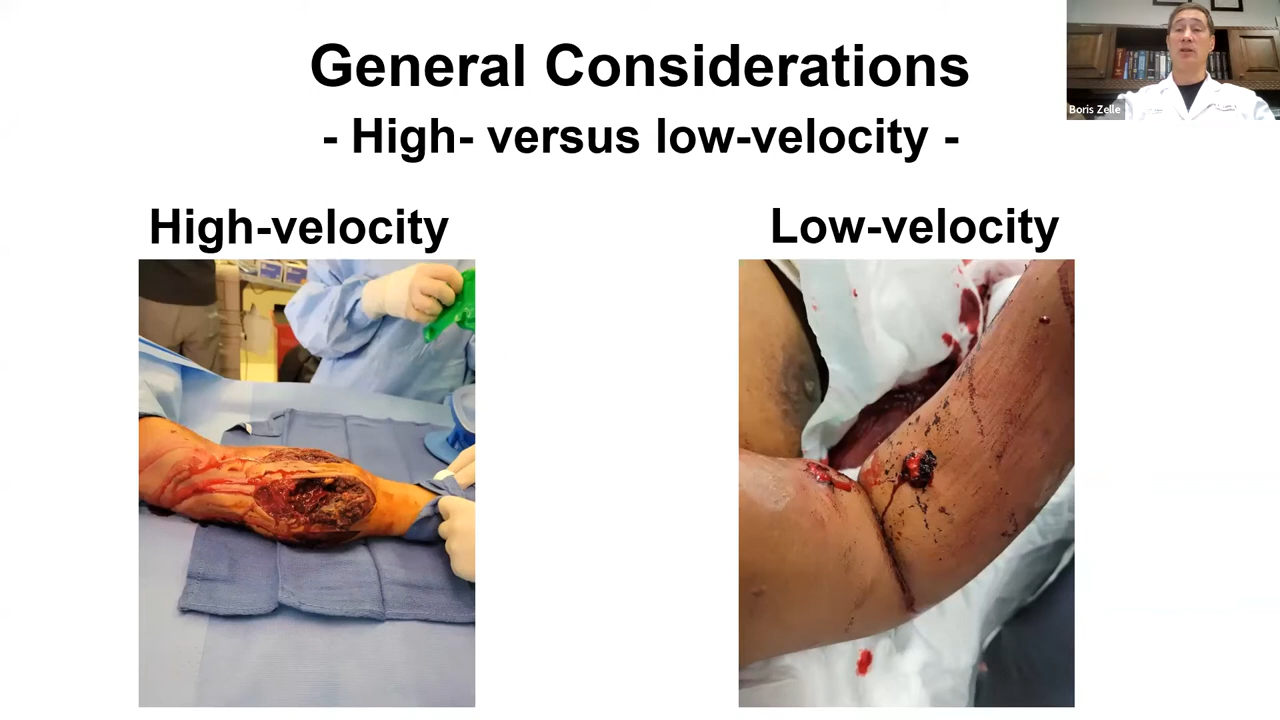 General Considerations
- High- versus low-velocity -
High-velocity
Low-velocity
Boris Zelle